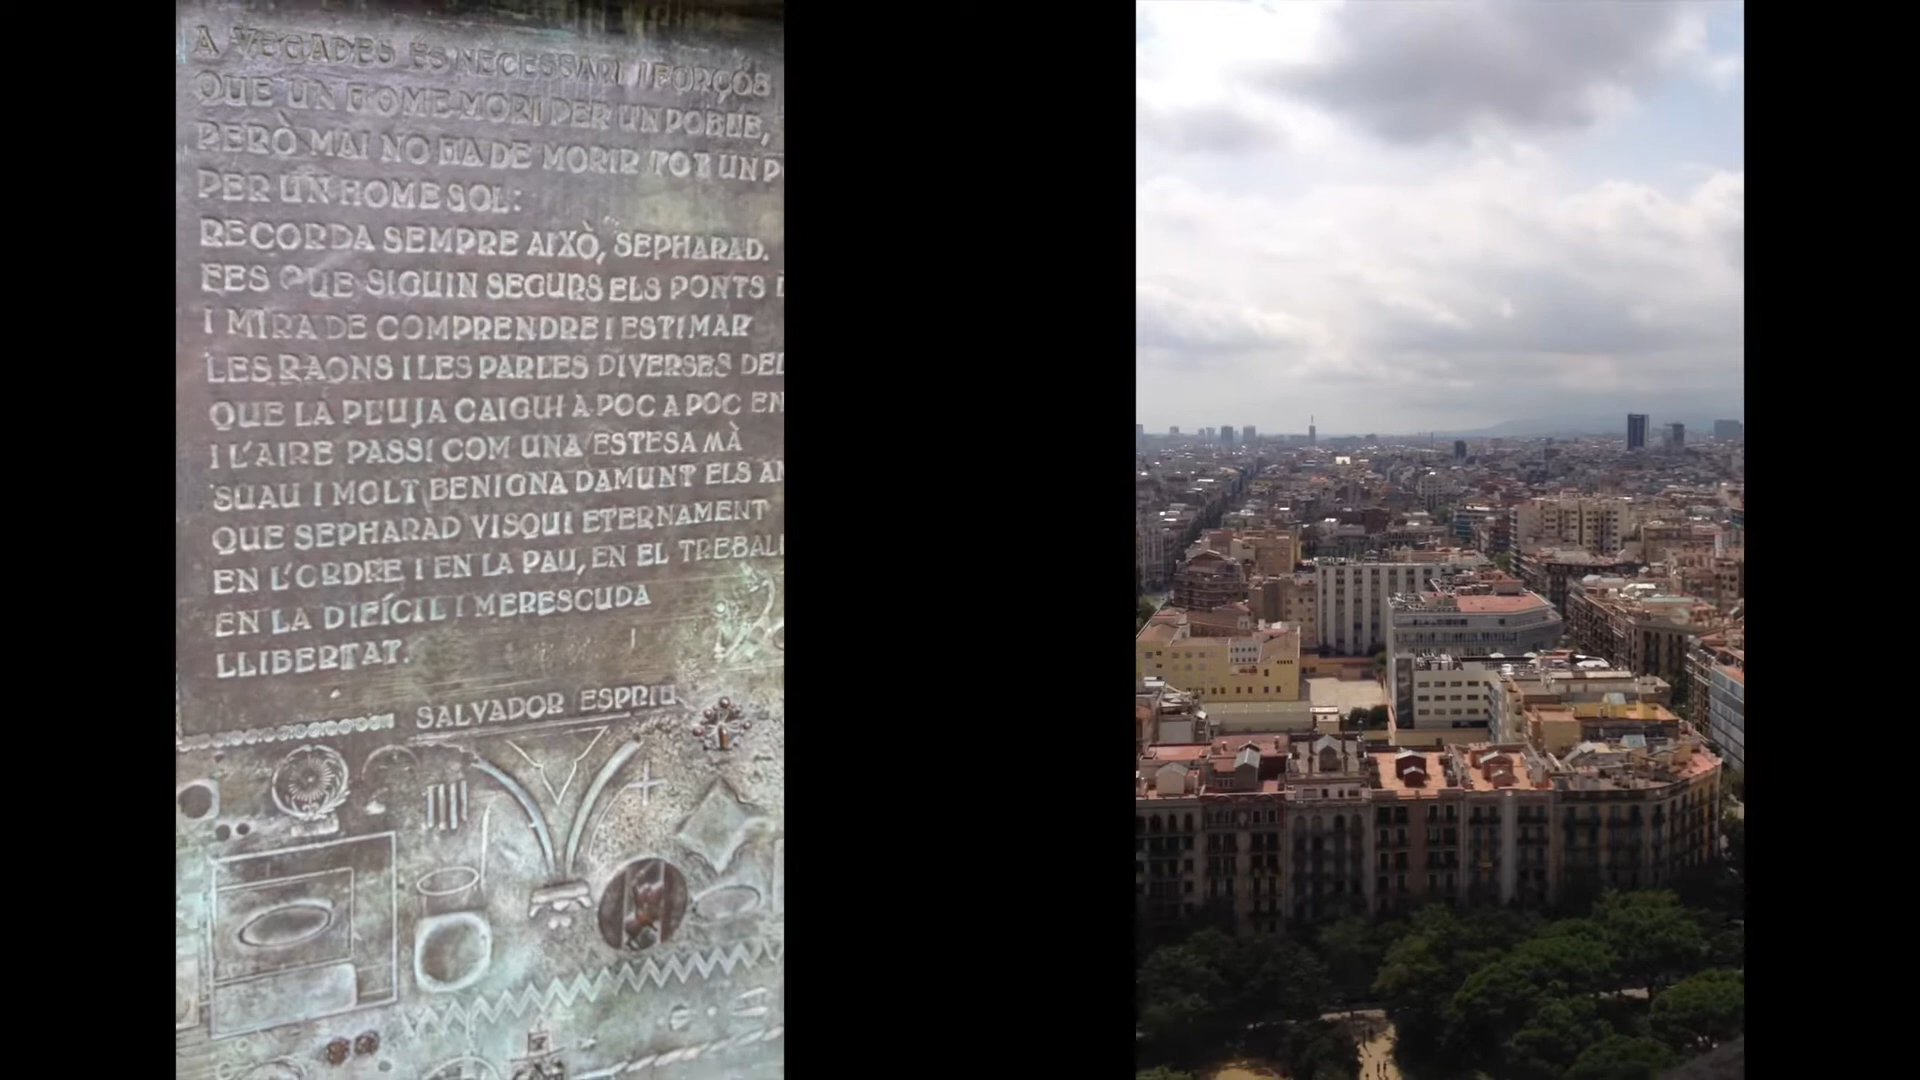 A VEGADES ÉS NECESSARI I FORÇÓS
QUE UN HOME MORI PER UN POBLE,
PERÒ MAI NO HA DE MORIR TOT UN P
PER UN HOME SOL:
RECORDA SEMPRE AIXÒ, SEPHARAD.
FES QUE SIGUIN SEGURS ELS PONTS
I MIRA DE COMPRENDRE I ESTIMAR
LES RAONS I LES PARLES DIVERSES DEL
QUE LA PLUJA CAIGUI A POC A POC EN
I L'AIRE PASSI COM UNA ESTESA MÀ
SUAU I MOLT BENIGNA DAMUNT ELS AM
QUE SEPHARAD VISQUI ETERNAMENT
EN L'ORDRE I EN LA PAU, EN EL TREBALL
EN LA DIFÍCIL I MERESCUDA
LLIBERTAT.
SALVADOR ESPRIU